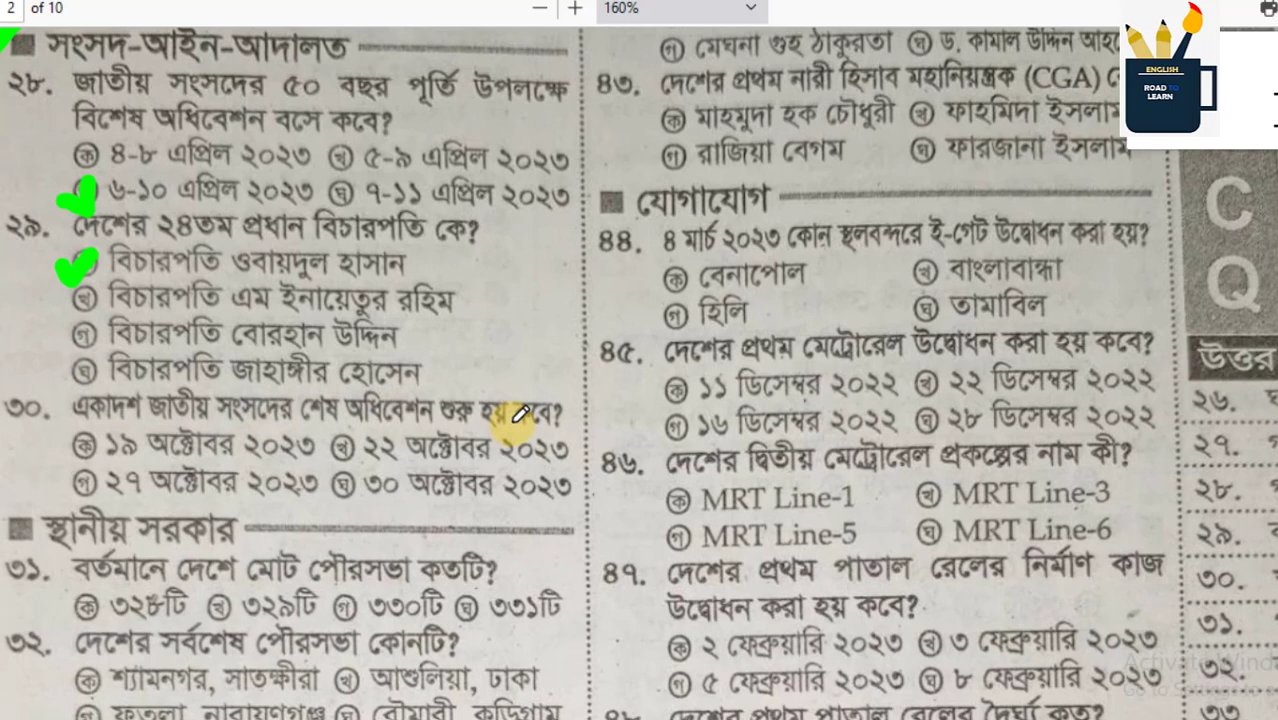 2 of 10
160%
ENGLISH
ROAD TO
LEARN
সংসদ-আইন-আদালত
২৮. জাতীয় সংসদের ৫০ বছর পূর্তি উপলক্ষে
বিশেষ অধিবেশন বসে কবে?
ক ৪-৮ এপ্রিল ২০২৩ খ ৫-৯ এপ্রিল ২০২৩
৬-১০ এপ্রিল ২০২৩ ঘ ৭-১১ এপ্রিল ২০২৩
২৯. দেশের ২৪তম প্রধান বিচারপতি কে?
বিচারপতি ওবায়দুল হাসান
খ বিচারপতি এম ইনায়েতুর রহিম
গ বিচারপতি বোরহান উদ্দিন
ঘ বিচারপতি জাহাঙ্গীর হোসেন
৩০. একাদশ জাতীয় সংসদের শেষ অধিবেশন শুরু হয় কবে?
ক ১৯ অক্টোবর ২০২৩ খ ২২ অক্টোবর ২০২৩
গ ২৭ অক্টোবর ২০২৩ ঘ ৩০ অক্টোবর ২০২৩
স্থানীয় সরকার
৩১. বর্তমানে দেশে মোট পৌরসভা কতটি?
ক ৩২৮টি খ ৩২৯টি গ ৩৩০টি ঘ ৩৩১টি
৩২. দেশের সর্বশেষ পৌরসভা কোনটি?
ক শ্যামনগর, সাতক্ষীরা খ আশুলিয়া, ঢাকা
গ ফতুল্লা নারায়ণগঞ্জ ঘ রৌমারী কুড়িগ্রাম
গ মেঘনা গুহ ঠাকুরতা ঘ ড. কামাল উদ্দিন
৪৩. দেশের প্রথম নারী হিসাব মহানিয়ন্ত্রক (CGA)
ক মাহমুদা হক চৌধুরী খ ফাহমিদা ইসলাম
গ রাজিয়া বেগম ঘ ফারজানা ইসলাম
যোগাযোগ
৪৪. ৪ মার্চ ২০২৩ কোন স্থলবন্দরে ই-গেট উদ্বোধন করা হয়?
ক বেনাপোল খ বাংলাবান্ধা
গ হিলি ঘ তামাবিল
৪৫. দেশের প্রথম মেট্রোরেল উদ্বোধন করা হয় কবে?
ক ১১ ডিসেম্বর ২০২২ খ ২২ ডিসেম্বর ২০২২
গ ১৬ ডিসেম্বর ২০২২ ঘ ২৮ ডিসেম্বর ২০২২
৪৬. দেশের দ্বিতীয় মেট্রোরেল প্রকল্পের নাম কী?
ক MRT Line-1 খ MRT Line-3
গ MRT Line-5 ঘ MRT Line-6
৪৭. দেশের প্রথম পাতাল রেলের নির্মাণ কাজ
উদ্বোধন করা হয় কবে?
ক ২ ফেব্রুয়ারি ২০২৩ খ ৩ ফেব্রুয়ারি ২০২৩
গ ৫ ফেব্রুয়ারি ২০২৩ ঘ ৮ ফেব্রুয়ারি ২০২৩
৪৮. দেশের প্রথম পাতাল রেলের দৈর্ঘ্য কত?
C
Q
উত্তর
২৬.
২৭.
২৮.
২৯.
৩০.
৩১.
৩২.
৩৩